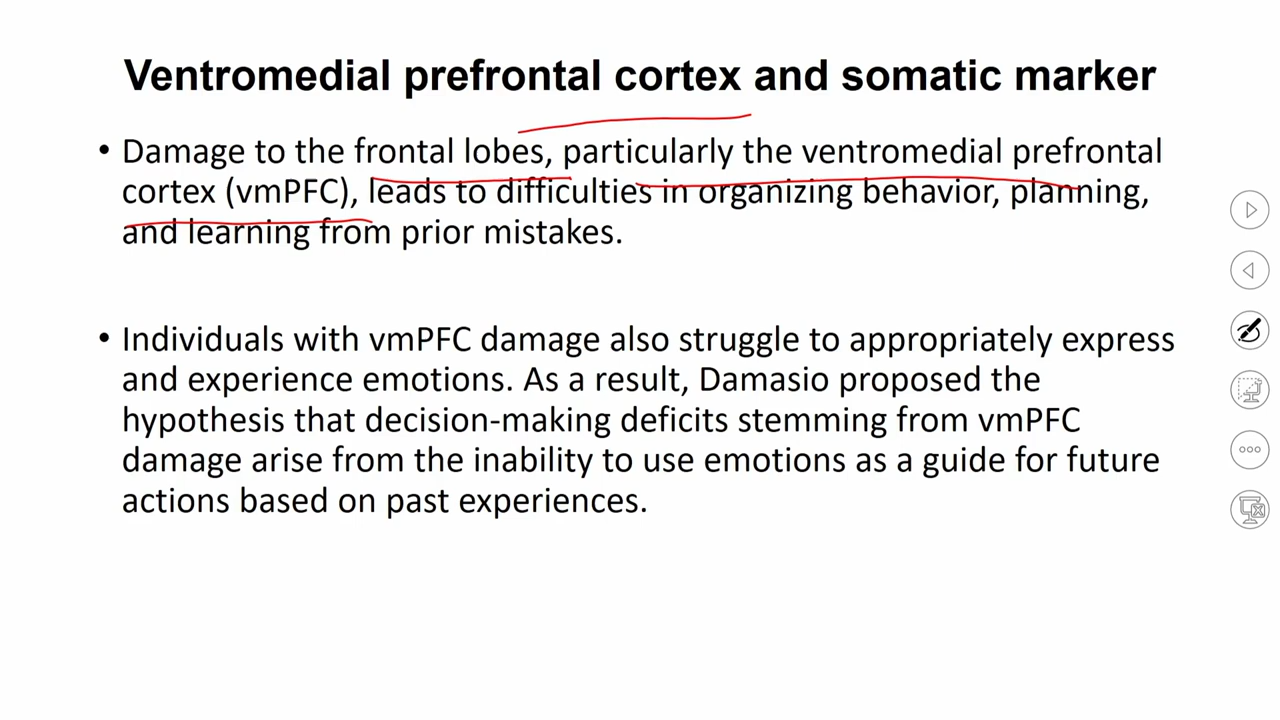 Ventromedial prefrontal cortex and somatic marker
• Damage to the frontal lobes, particularly the ventromedial prefrontal
cortex (vmPFC), leads to difficulties in organizing behavior, planning,
and learning from prior mistakes.
• Individuals with vmPFC damage also struggle to appropriately express
and experience emotions. As a result, Damasio proposed the
hypothesis that decision-making deficits stemming from vmPFC
damage arise from the inability to use emotions as a guide for future
actions based on past experiences.